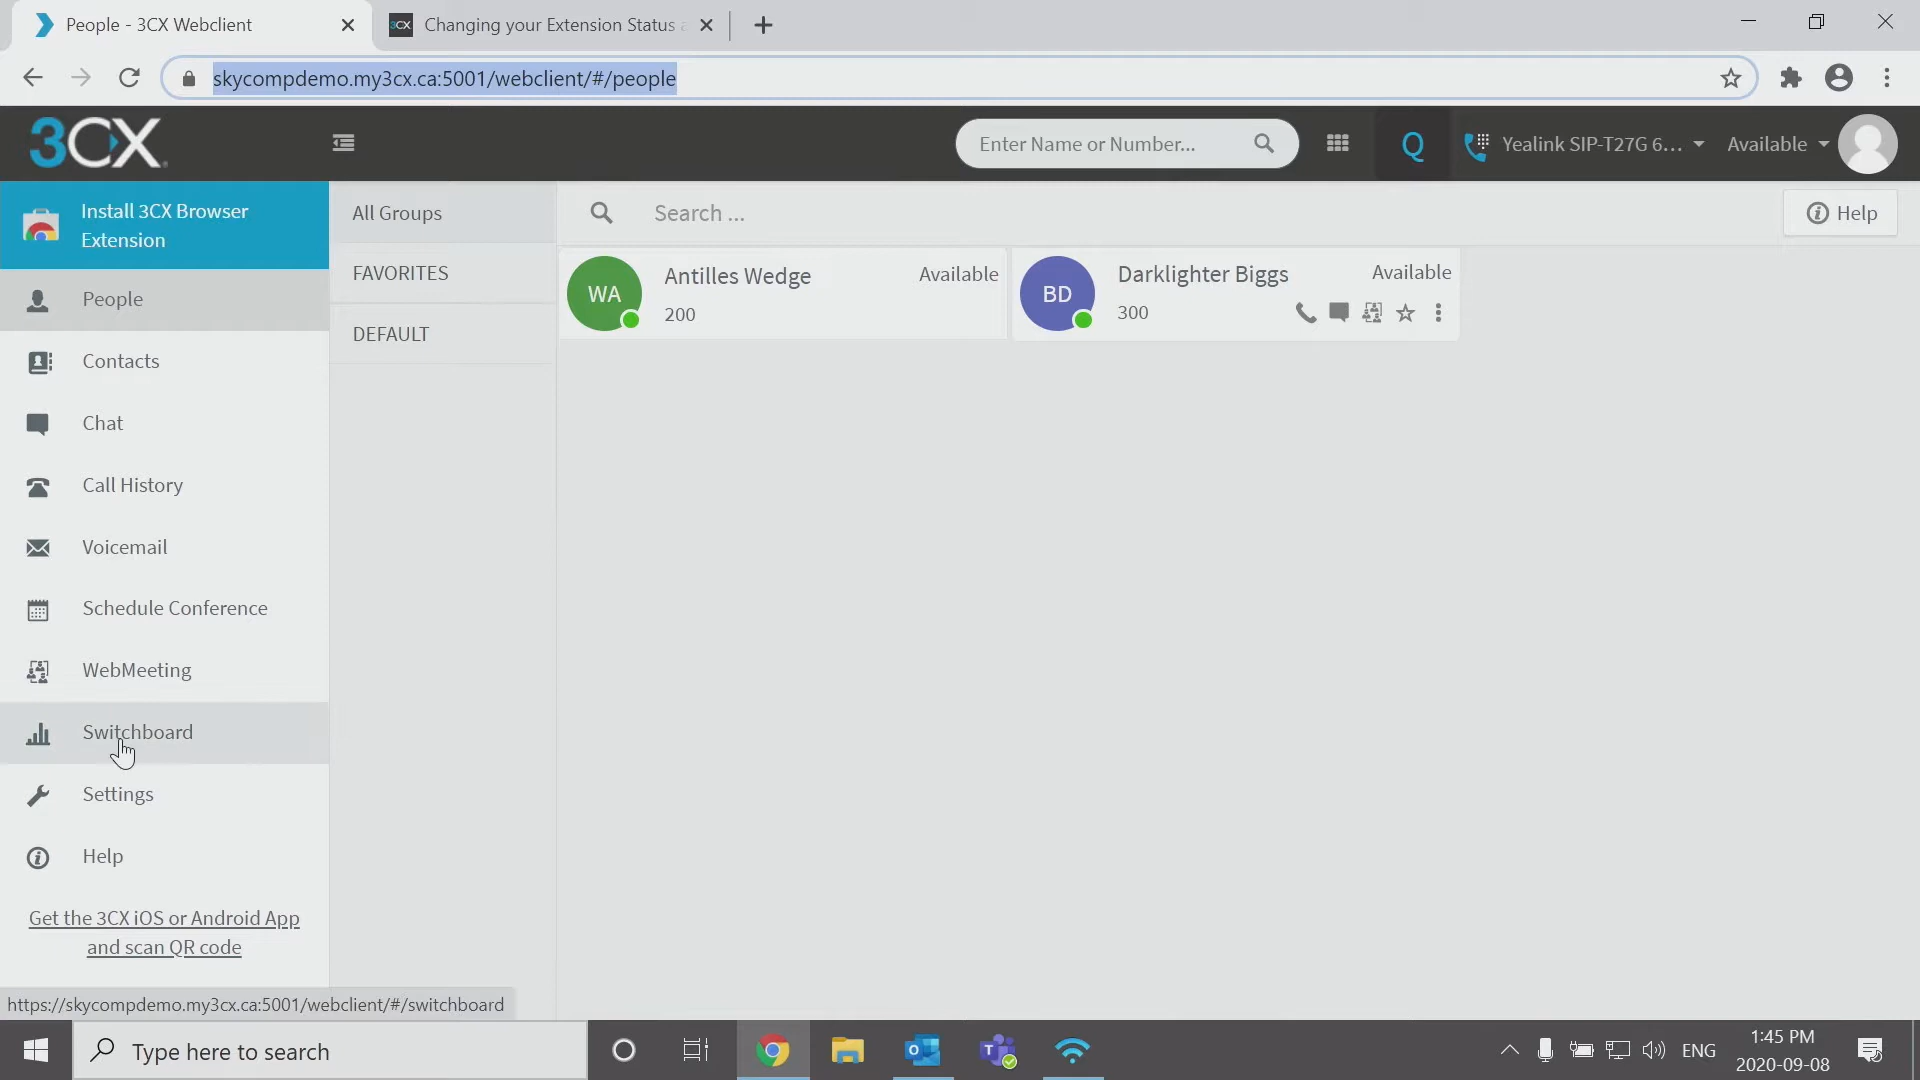 People - 3CX Webclient
3CX
Changing your Extension Status a
skycompdemo.my3cx.ca:5001/webclient/#/people
3CX
Enter Name or Number...
Q
Yealink SIP-T27G 6...
Available
Install 3CX Browser
Extension
People
Contacts
Chat
Call History
Voicemail
Schedule Conference
WebMeeting
Switchboard
Settings
Help
Get the 3CX iOS or Android App
and scan QR code
All Groups
FAVORITES
DEFAULT
Search ...
Help
WA
Antilles Wedge
Available
200
BD
Darklighter Biggs
Available
300
https://skycompdemo.my3cx.ca:5001/webclient/#/switchboard
Type here to search
ENG
1:45 PM
2020-09-08